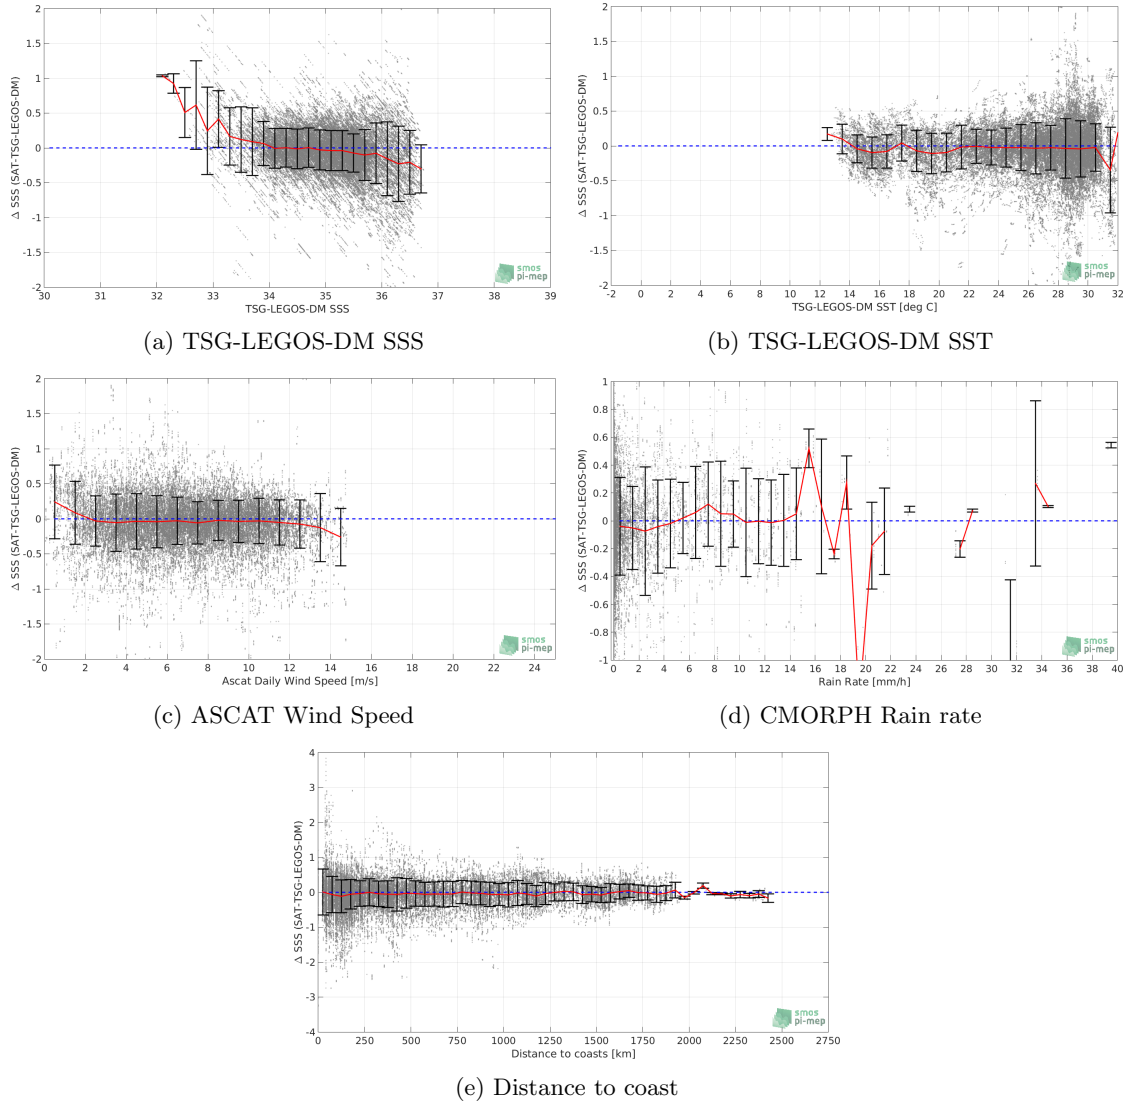 2
1.5
1
0.5
0
-0.5
-1
-1.5
-2
Δ SSS (SAT-TSG-LEGOS-DM)
30 31 32 33 34 35 36 37 38 39
TSG-LEGOS-DM SSS
smos
pi-mep
(a) TSG-LEGOS-DM SSS
2
1.5
1
0.5
0
-0.5
-1
-1.5
-2
Δ SSS (SAT-TSG-LEGOS-DM)
-2 0 2 4 6 8 10 12 14 16 18 20 22 24 26 28 30 32
TSG-LEGOS-DM SST [deg C]
smos
pi-mep
(b) TSG-LEGOS-DM SST
2
1.5
1
0.5
0
-0.5
-1
-1.5
-2
Δ SSS (SAT-TSG-LEGOS-DM)
0 2 4 6 8 10 12 14 16 18 20 22 24
Ascat Daily Wind Speed [m/s]
smos
pi-mep
(c) ASCAT Wind Speed
1
0.8
0.6
0.4
0.2
0
-0.2
-0.4
-0.6
-0.8
-1
Δ SSS (SAT-TSG-LEGOS-DM)
0 2 4 6 8 10 12 14 16 18 20 22 24 26 28 30 32 34 36 38 40
Rain Rate [mm/h]
smos
pi-mep
(d) CMORPH Rain rate
4
3
2
1
0
-1
-2
-3
-4
Δ SSS (SAT-TSG-LEGOS-DM)
0 250 500 750 1000 1250 1500 1750 2000 2250 2500 2750
Distance to coasts [km]
smos
pi-mep
(e) Distance to coast